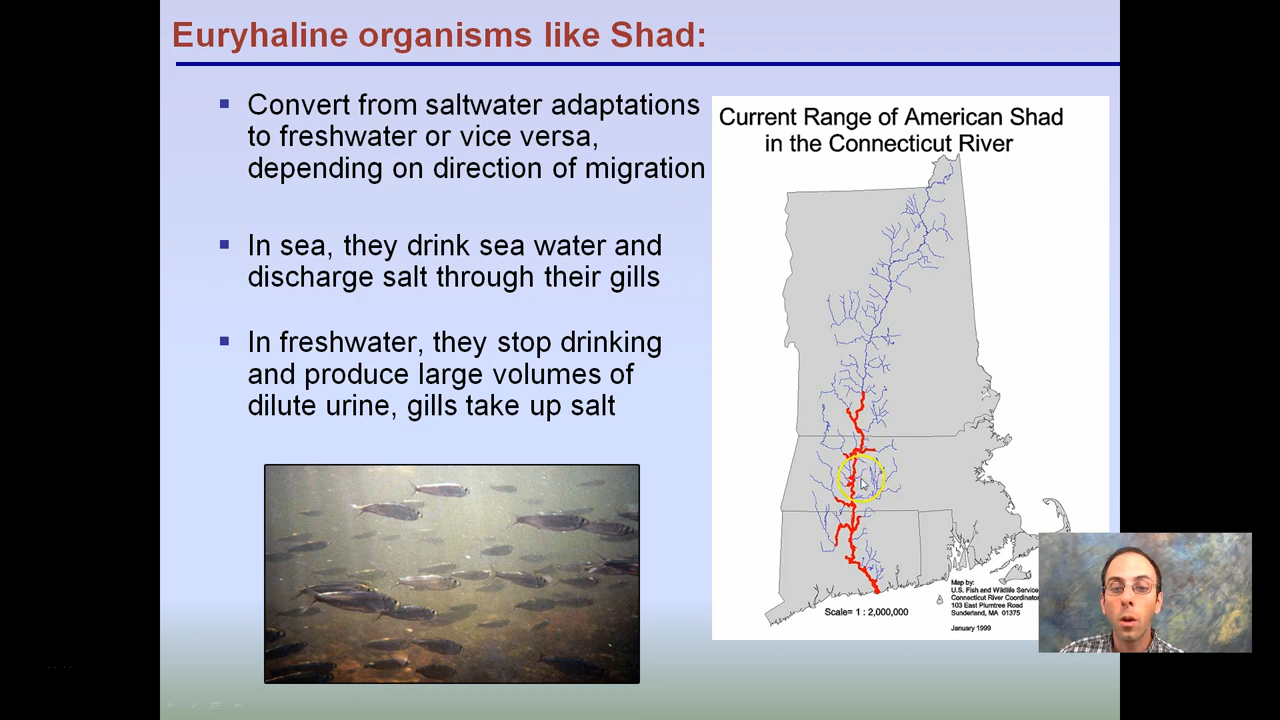 Euryhaline organisms like Shad:
Convert from saltwater adaptations
to freshwater or vice versa,
depending on direction of migration
In sea, they drink sea water and
discharge salt through their gills
In freshwater, they stop drinking
and produce large volumes of
dilute urine, gills take up salt
Current Range of American Shad
in the Connecticut River
Scale= 1 : 2,000,000
Map by:
U.S. Fish and Wildlife Service
Connecticut River Coordinato
103 East Plumtree Road
Sunderland, MA 01375
January 1999